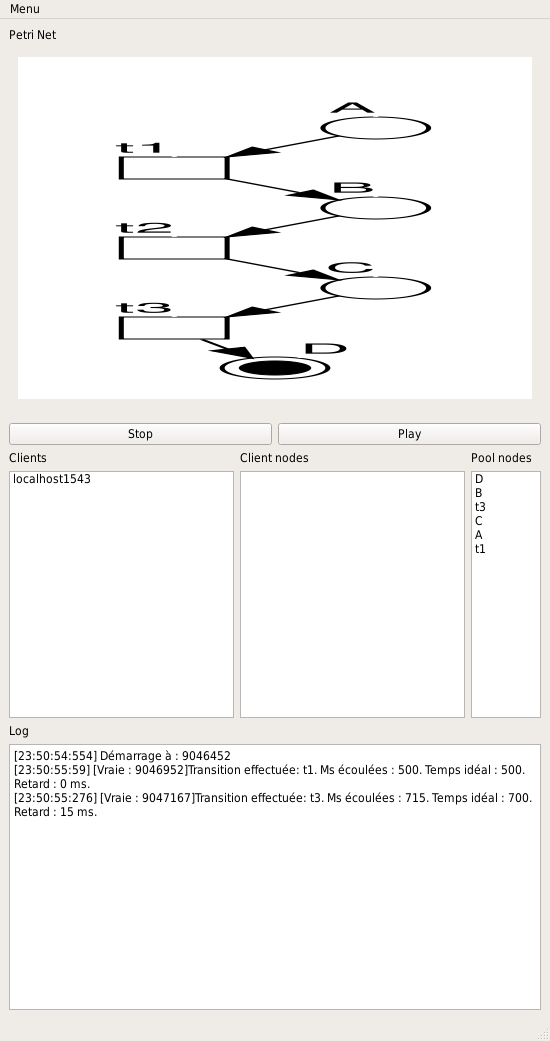 Menu
Petri Net
A
t1
B
t2
C
t3
D
Stop
Play
Clients
Client nodes
Pool nodes
localhost1543
D
B
t3
C
A
t1
Log
[23:50:54:554] Démarrage à : 9046452
[23:50:55:59] [Vraie : 9046952]Transition effectuée: t1. Ms écoulées : 500. Temps idéal : 500.
Retard : 0 ms.
[23:50:55:276] [Vraie : 9047167]Transition effectuée: t3. Ms écoulées : 715. Temps idéal : 700.
Retard : 15 ms.